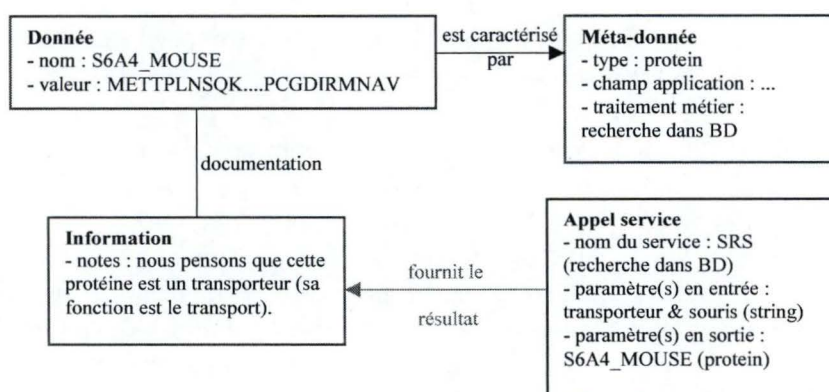 Donnée
- nom : S6A4_MOUSE
- valeur : METTPLNSQK....PCGDIRMNAV
est caractérisé
par
Méta-donnée
- type : protein
- champ application : ...
- traitement métier :
recherche dans BD
documentation
Information
- notes : nous pensons que cette
protéine est un transporteur (sa
fonction est le transport).
fournit le
résultat
Appel service
- nom du service : SRS
(recherche dans BD)
- paramètre(s) en entrée :
transporteur & souris (string)
- paramètre(s) en sortie :
S6A4_MOUSE (protein)